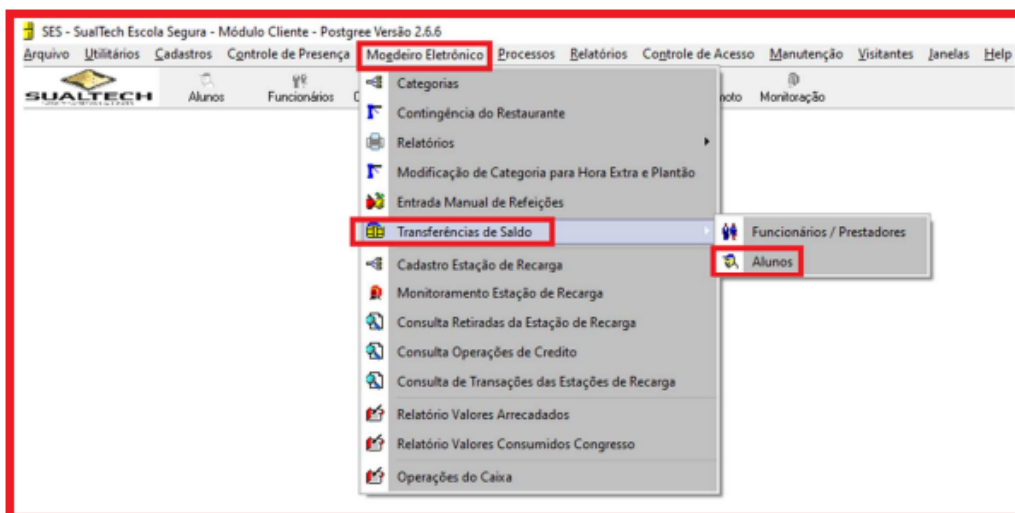 SES - SualTech Escola Segura - Módulo Cliente - Postgree Versão 2.6.6
Arquivo Utilitários Cadastros Controle de Presença Moedeiro Eletrônico Processos Relatórios Controle de Acesso Manutenção Visitantes Janelas Help
SUALTECH Alunos Funcionários Monitoração
Categorias
Contingência do Restaurante
Relatórios
Modificação de Categoria para Hora Extra e Plantão
Entrada Manual de Refeições
Transferências de Saldo Funcionários / Prestadores
Cadastro Estação de Recarga Alunos
Monitoramento Estação de Recarga
Consulta Retiradas da Estação de Recarga
Consulta Operações de Credito
Consulta de Transações das Estações de Recarga
Relatório Valores Arrecadados
Relatório Valores Consumidos Congresso
Operações do Caixa